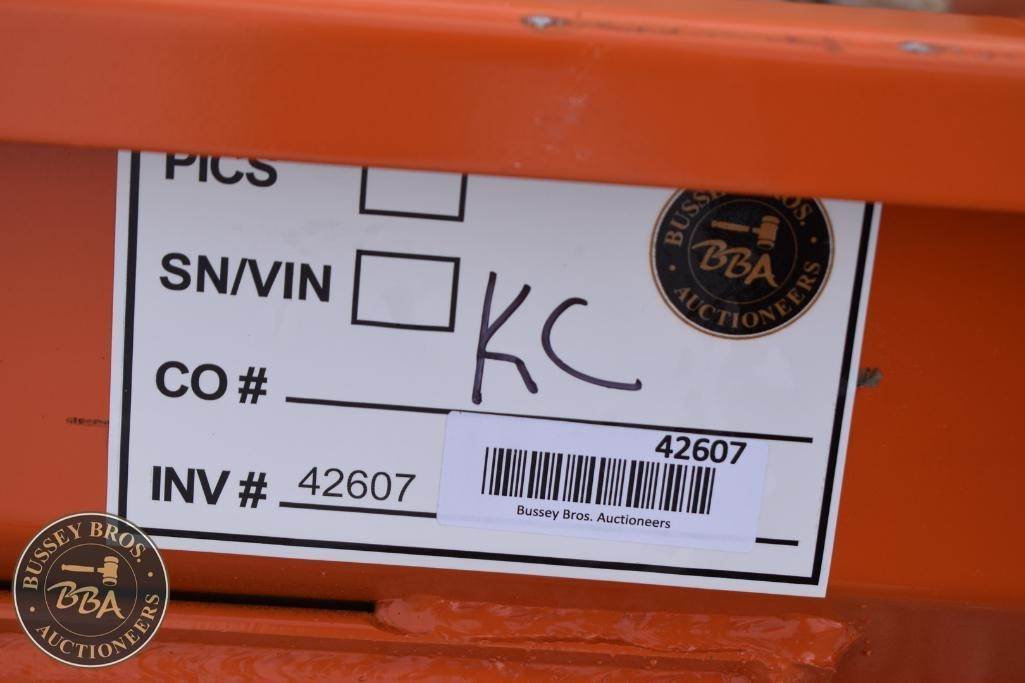 PICS
BUSSEY BROS.
BBA
AUCTIONEERS
SN/VIN
KC
CO #
42607
INV # 42607
Bussey Bros. Auctioneers
BUSSEY BROS.
BBA
AUCTIONEERS